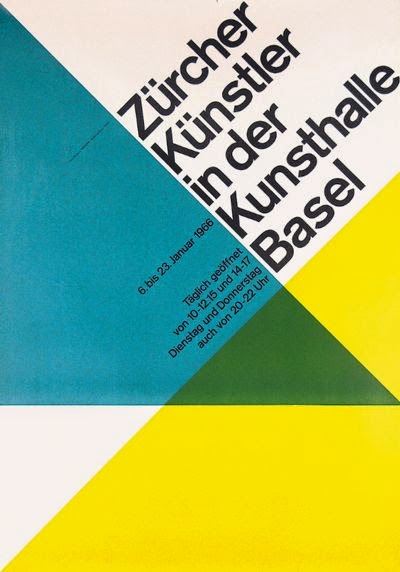 Zürcher
Künstler
in der
Kunsthalle
Basel
6. bis 23. Januar 1966
Täglich geöffnet
von 10-12.15 und 14-17
Dienstag und Donnerstag
auch von 20-22 Uhr